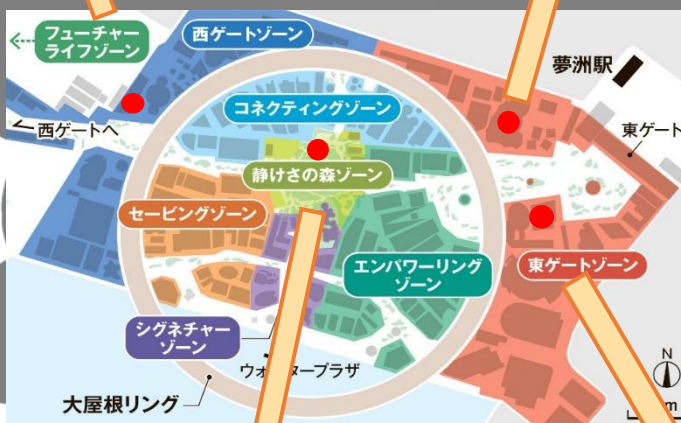 フューチャー
ライフゾーン
西ゲートゾーン
夢洲駅
コネクティングゾーン
西ゲートへ
東ゲート
静けさの森ゾーン
セービングゾーン
エンパワーリング
ゾーン
東ゲートゾーン
シグネチャー
ゾーン
プラザ
大屋根リング
N
m